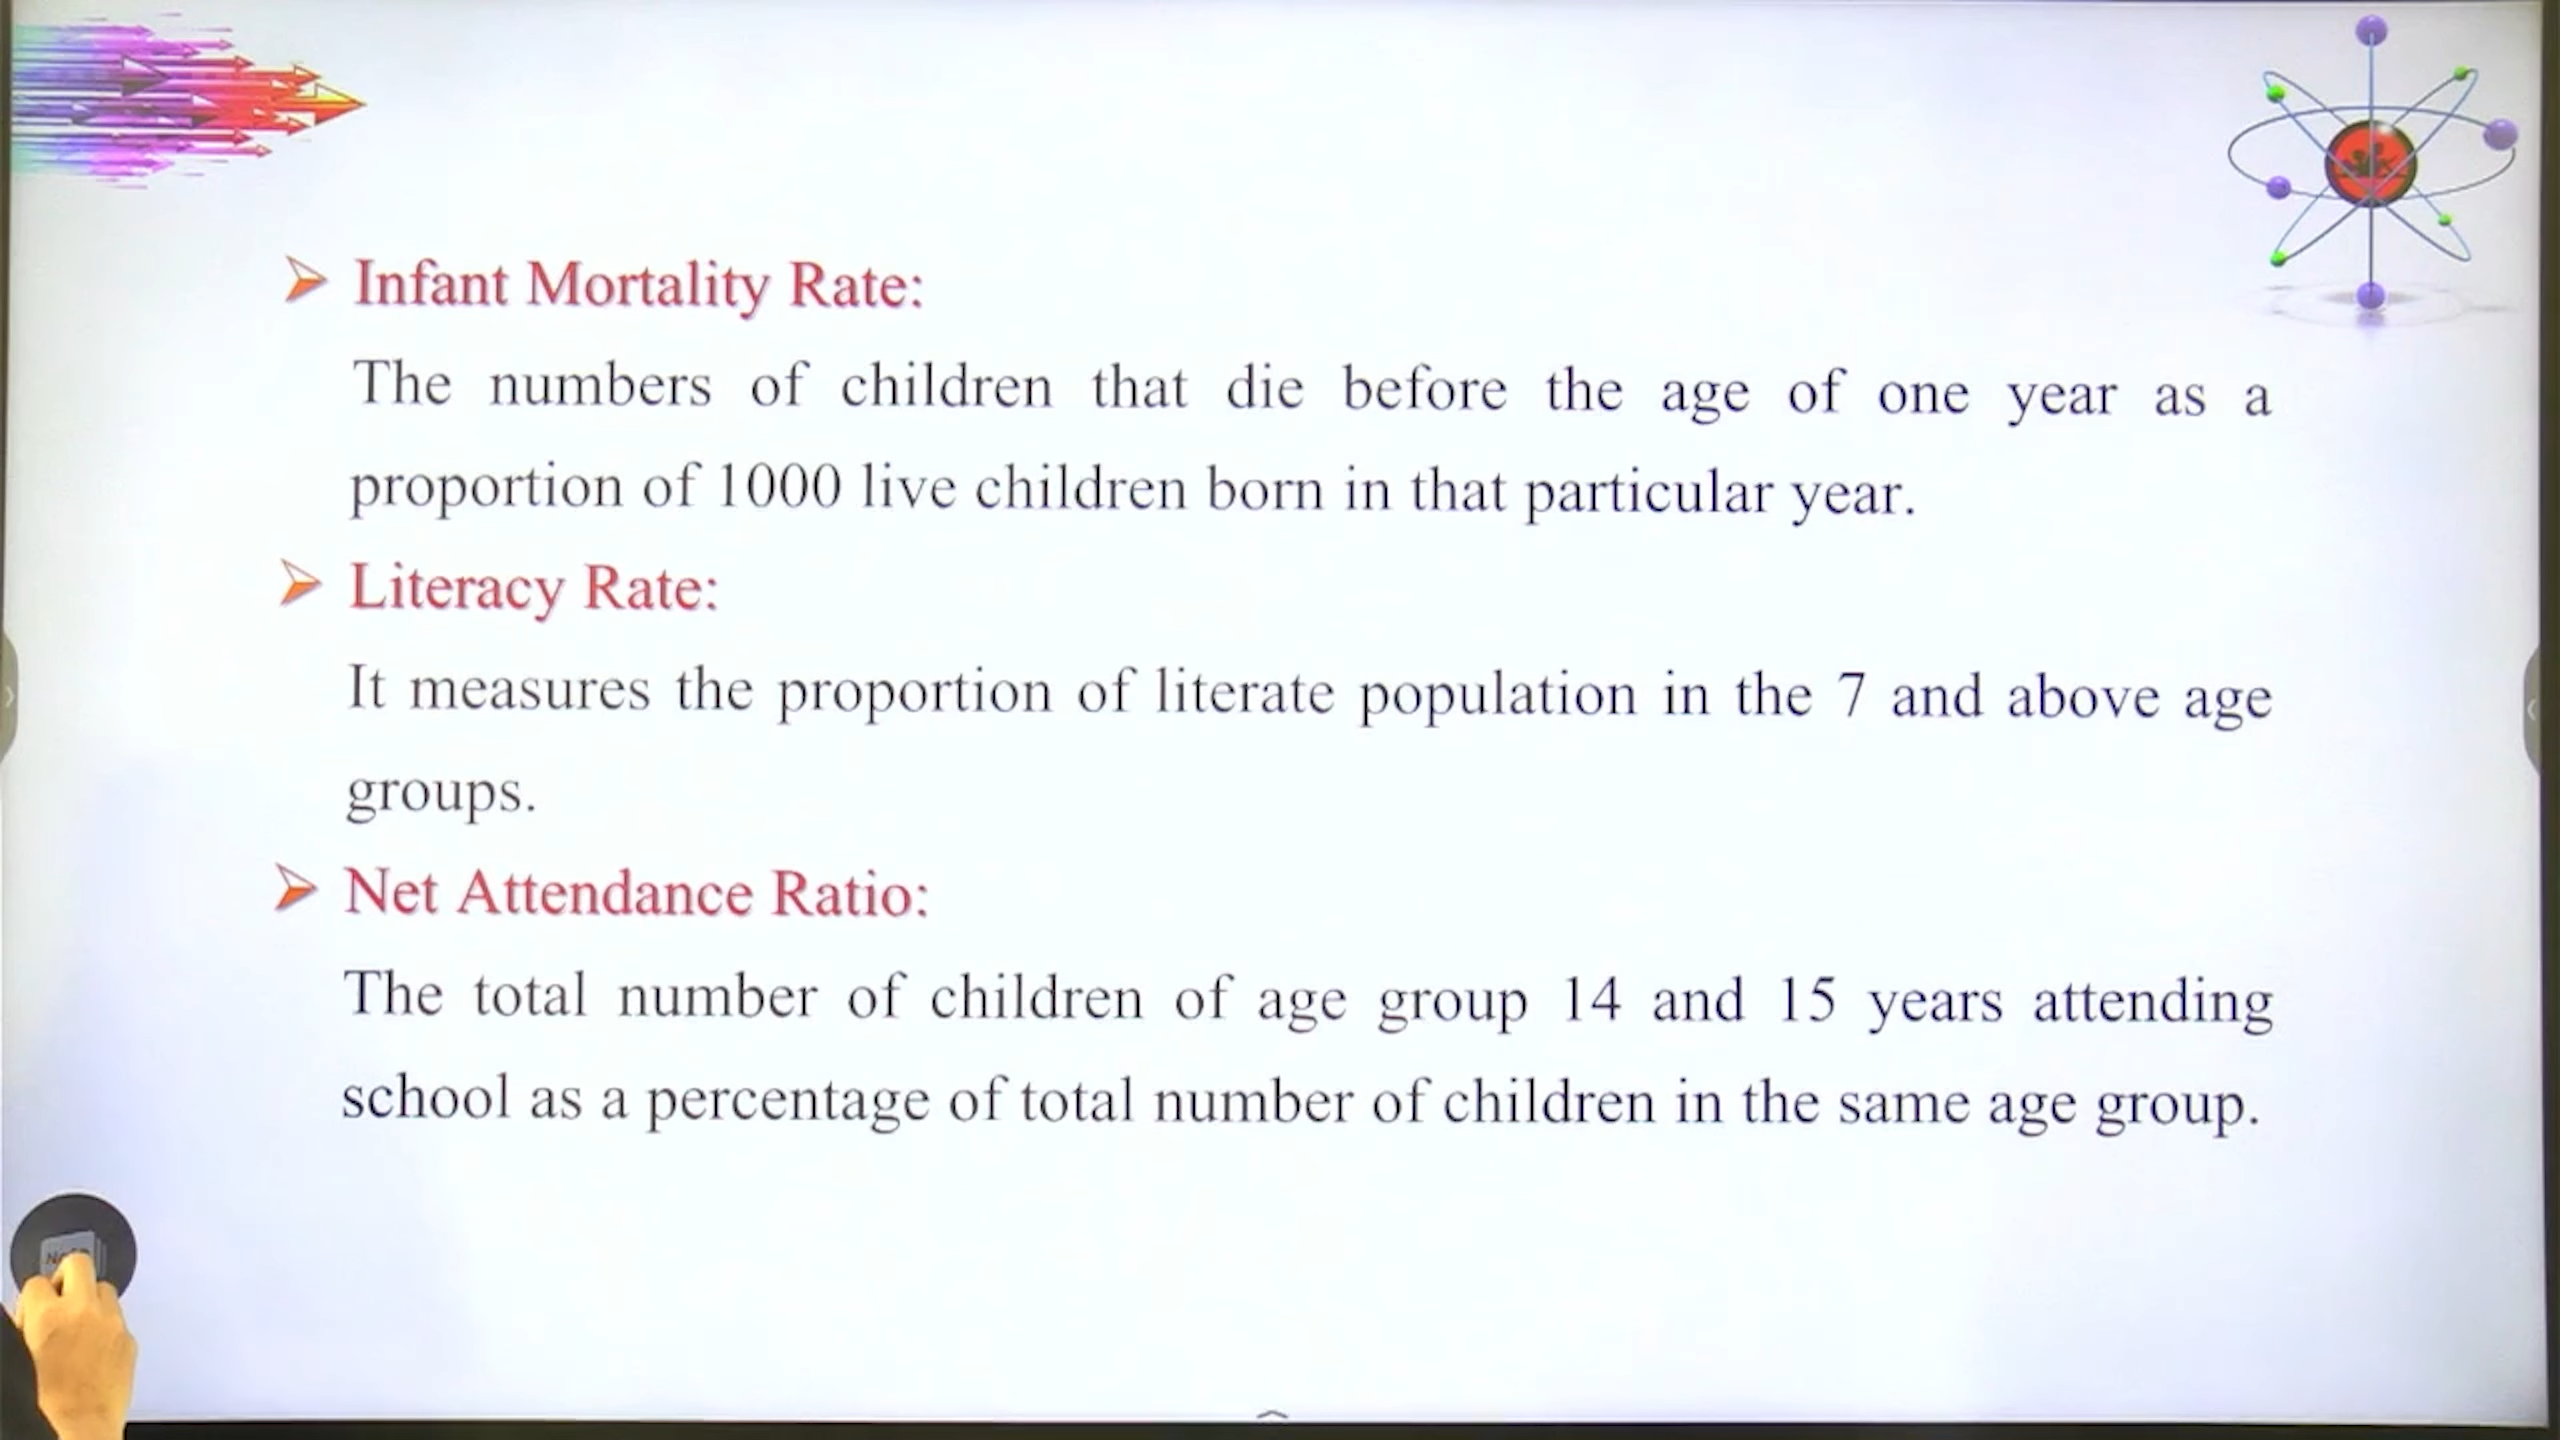 Infant Mortality Rate:
The numbers of children that die before the age of one year as a
proportion of 1000 live children born in that particular year.
Literacy Rate:
It measures the proportion of literate population in the 7 and above age
groups.
Net Attendance Ratio:
The total number of children of age group 14 and 15 years attending
school as a percentage of total number of children in the same age group.